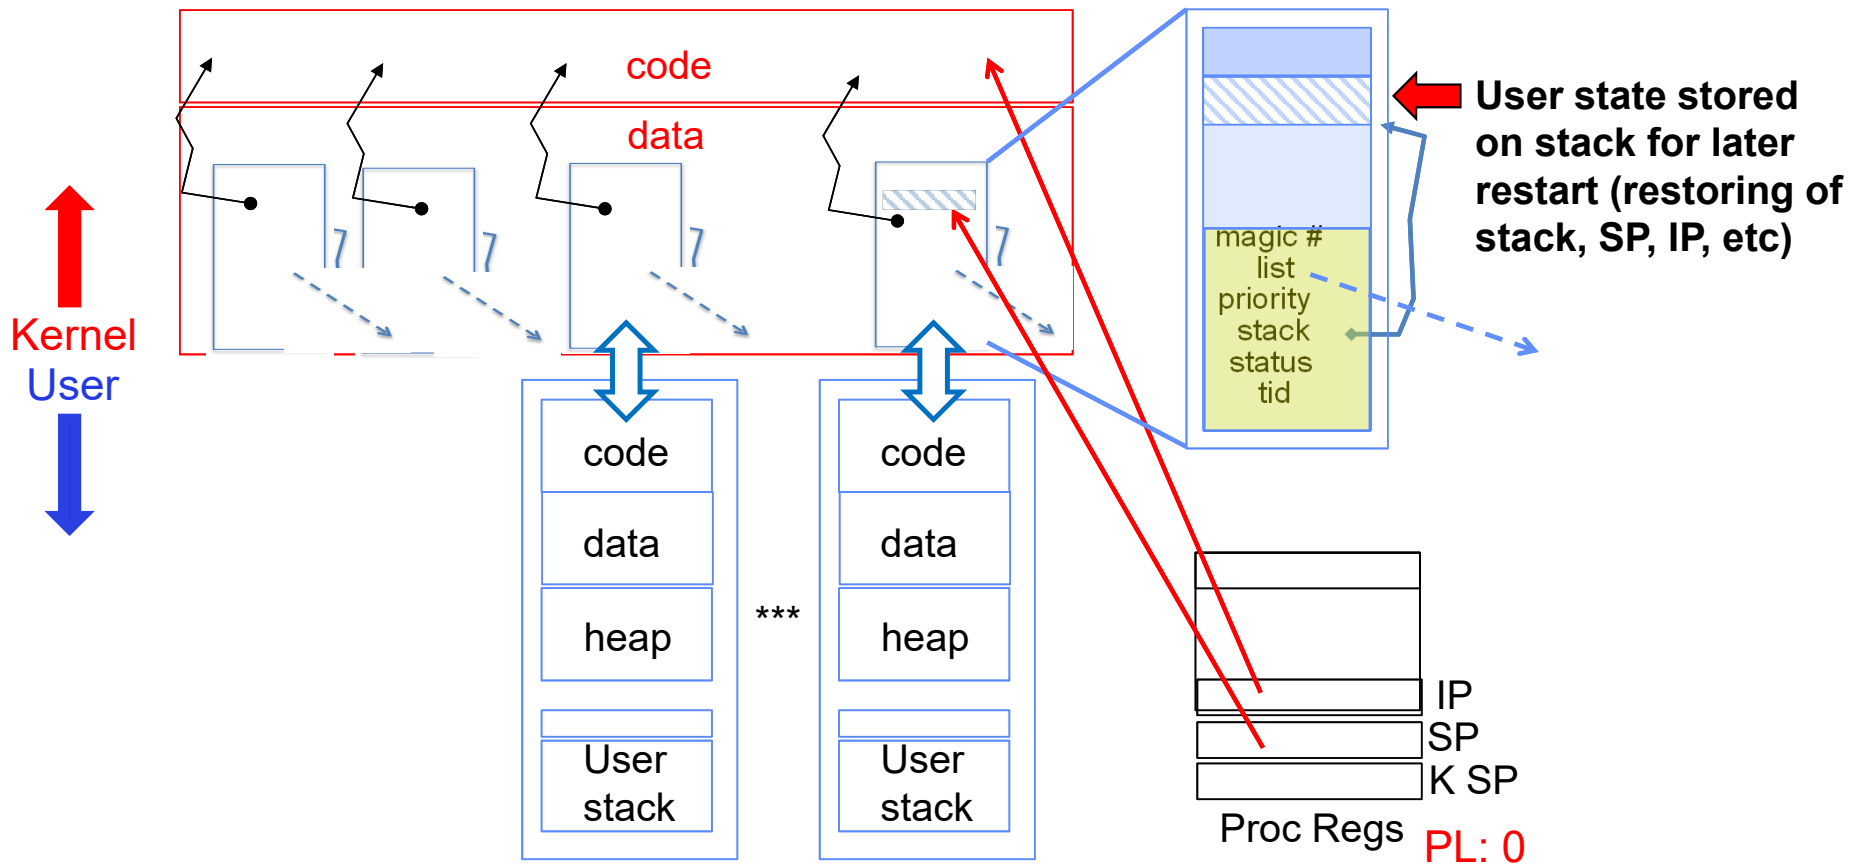 code
data
Kernel
User
User state stored
on stack for later
restart (restoring of
stack, SP, IP, etc)
magic #
list
priority
stack
status
tid
code
data
heap
User
stack
***
code
data
heap
User
stack
IP
SP
K SP
Proc Regs
PL: 0